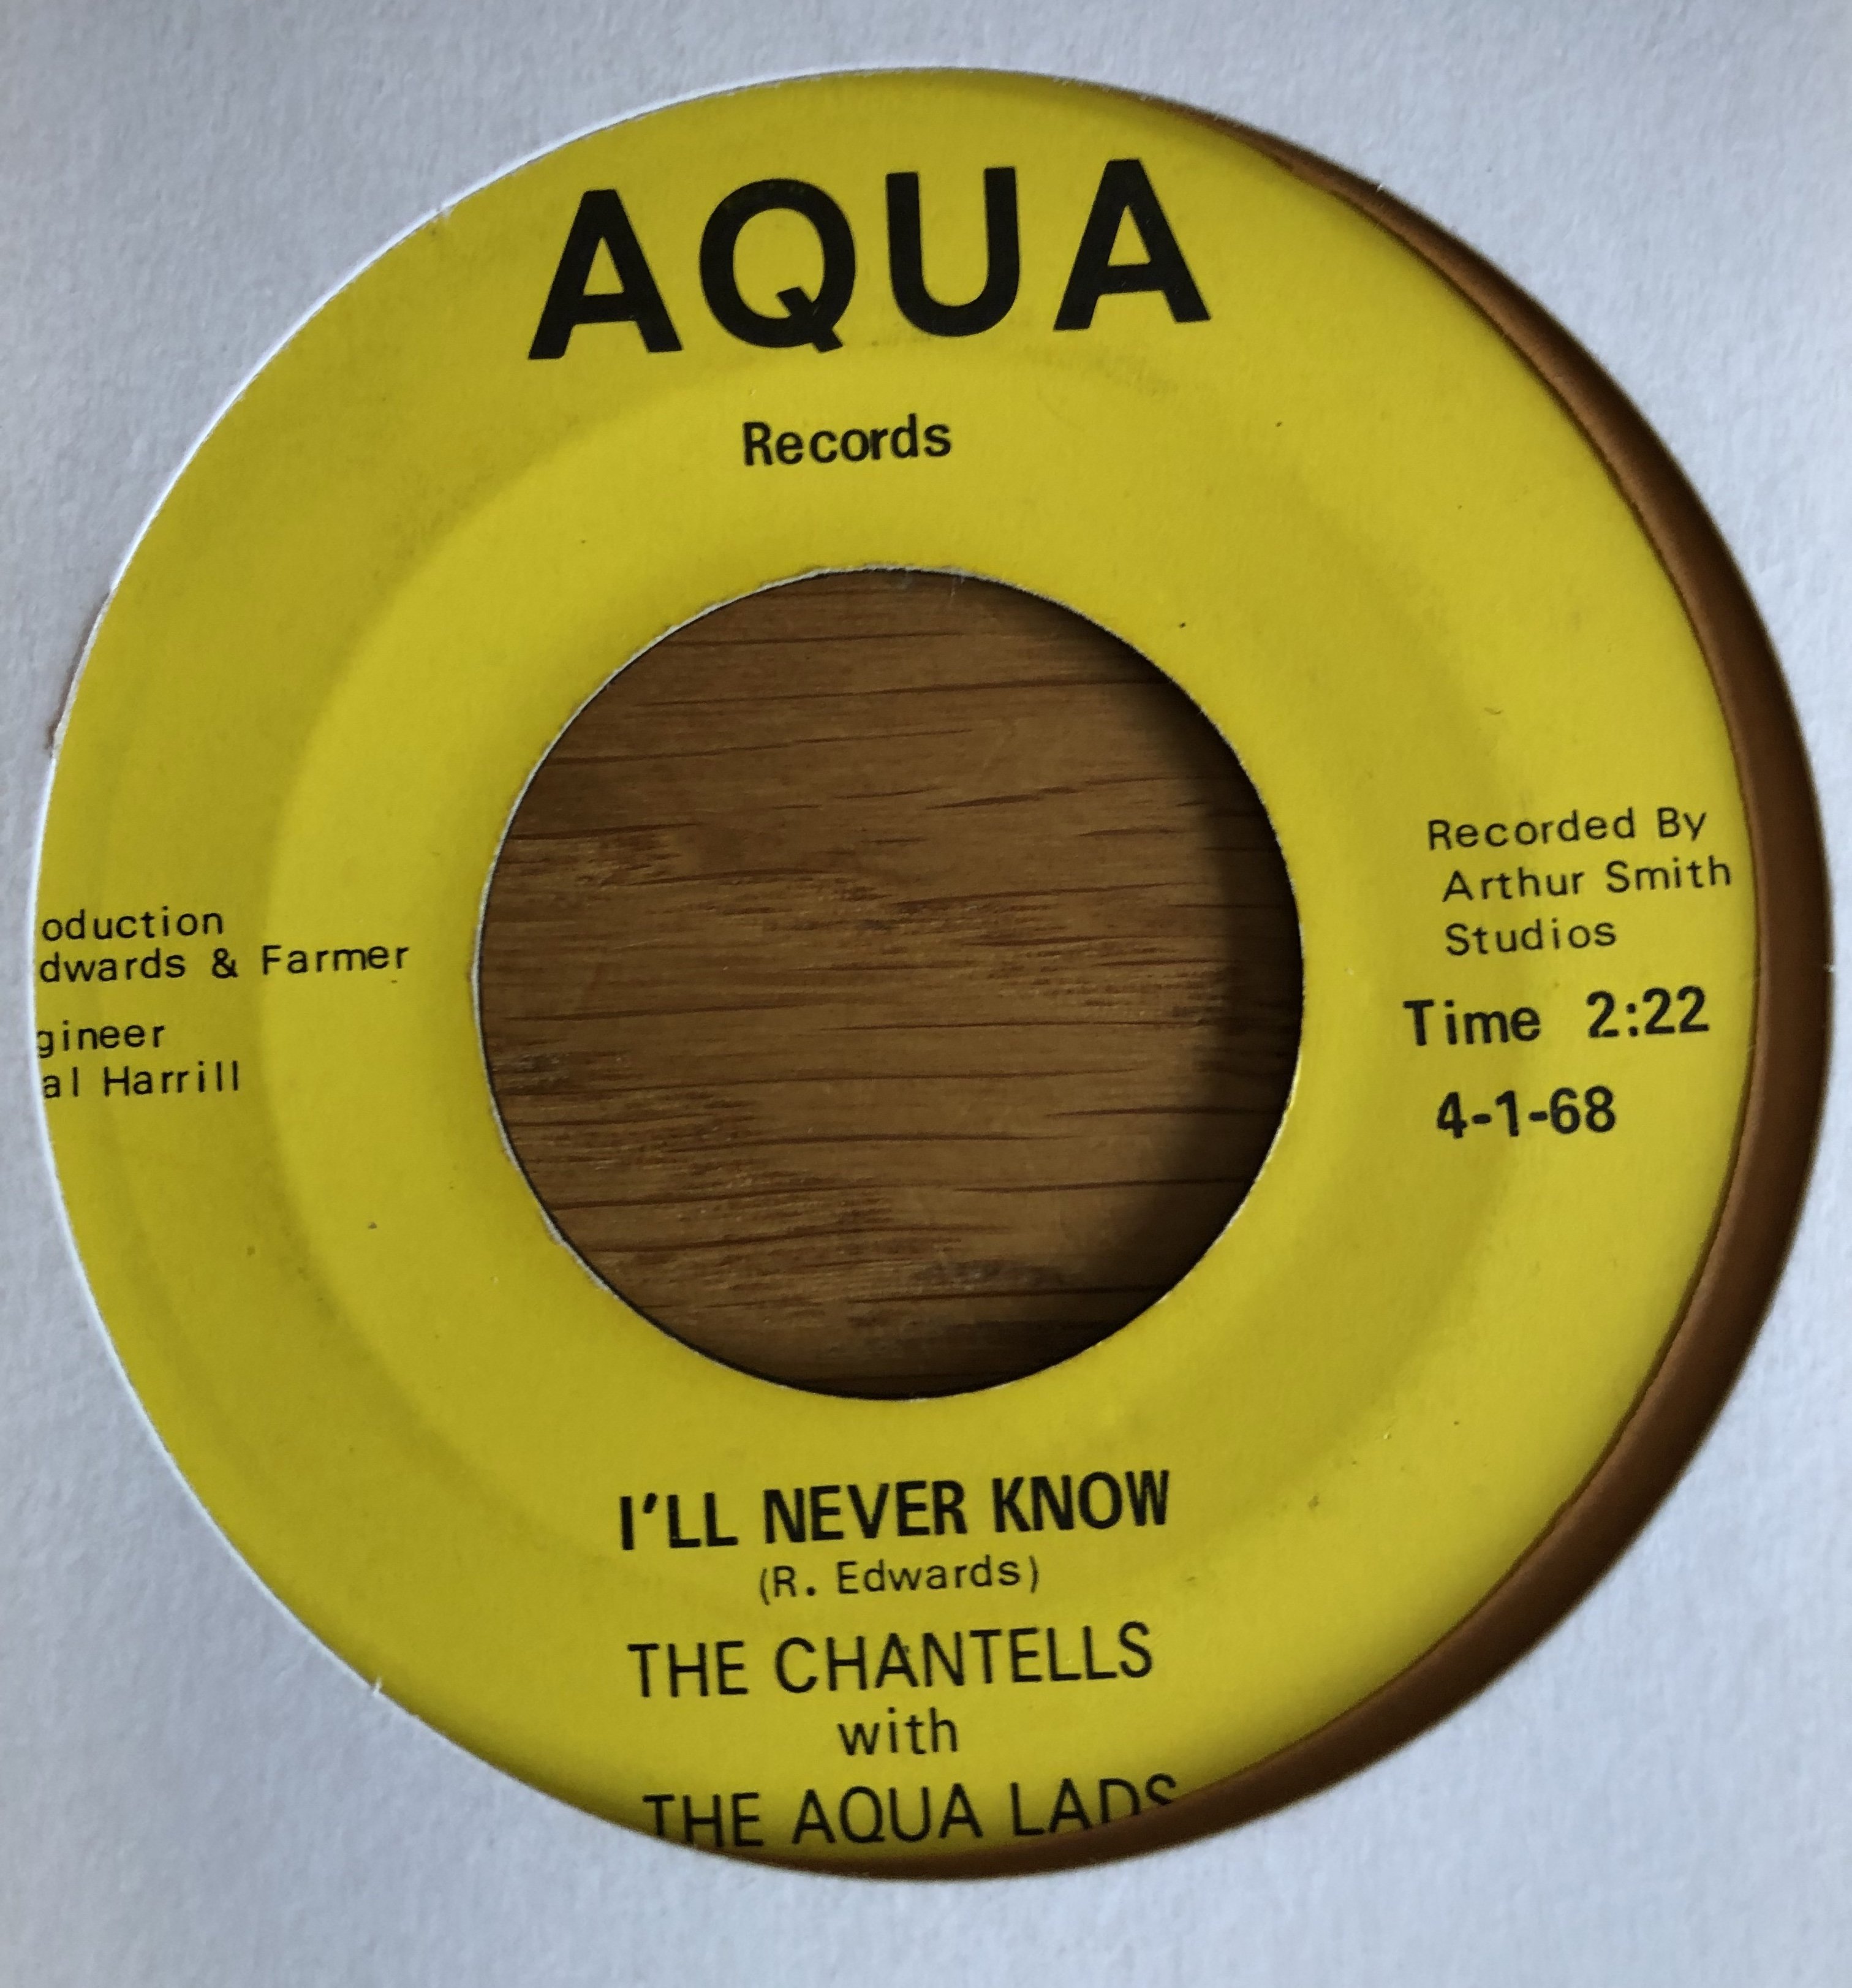 AQUA
Records
oduction
dwards & Farmer
gineer
al Harrill
Recorded By
Arthur Smith
Studios
Time 2:22
4-1-68
I'LL NEVER KNOW
(R. Edwards)
THE CHANTELLS
with
THE AQUA LADS